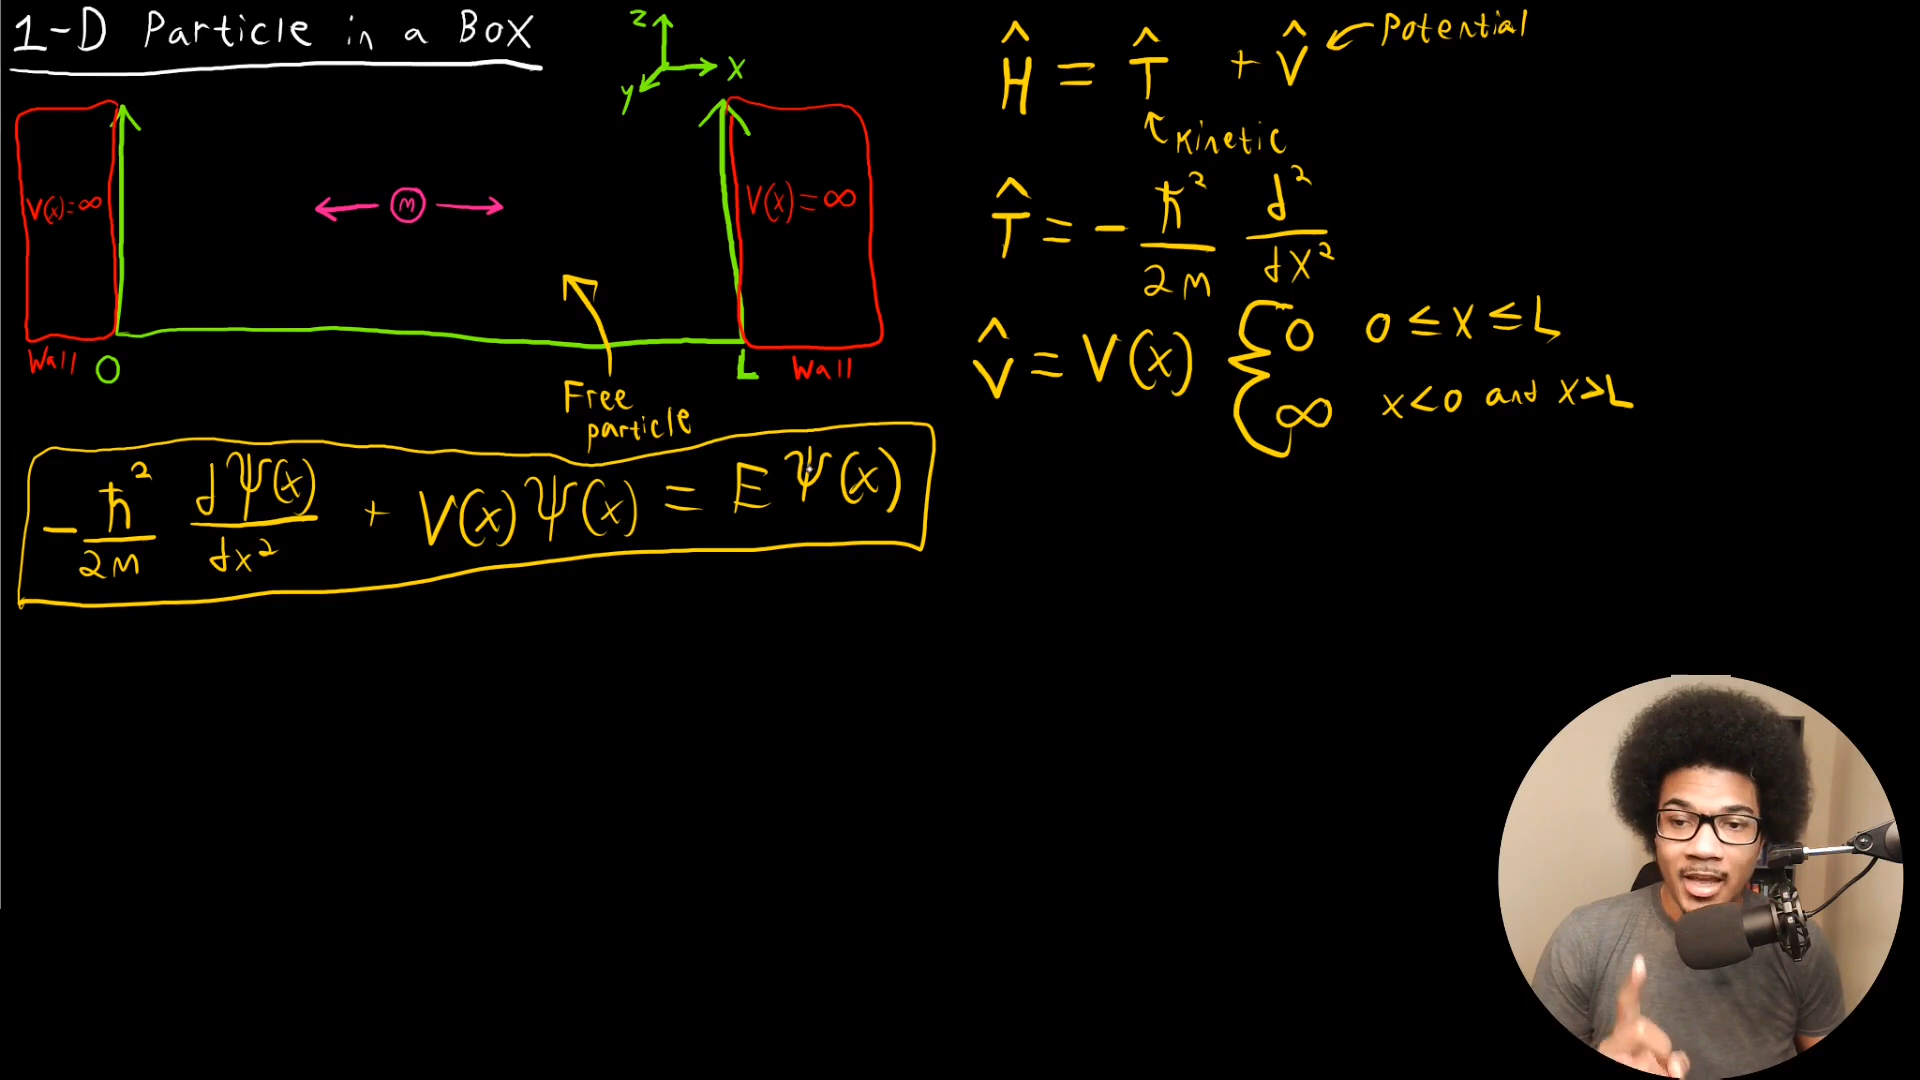 1-D Particle in a Box
z
x
y
V(x)=∞
m
V(x)=∞
Wall
0
L
Wall
Free
particle
-ħ²/2m dΨ(x)/dx² + V(x)Ψ(x) = EΨ(x)
Ĥ = T̂ + V̂
Potential
Kinetic
T̂ = -ħ²/2m d²/dx²
V̂ = V(x) { 0 0 ≤ x ≤ L
∞ x<0 and x>L